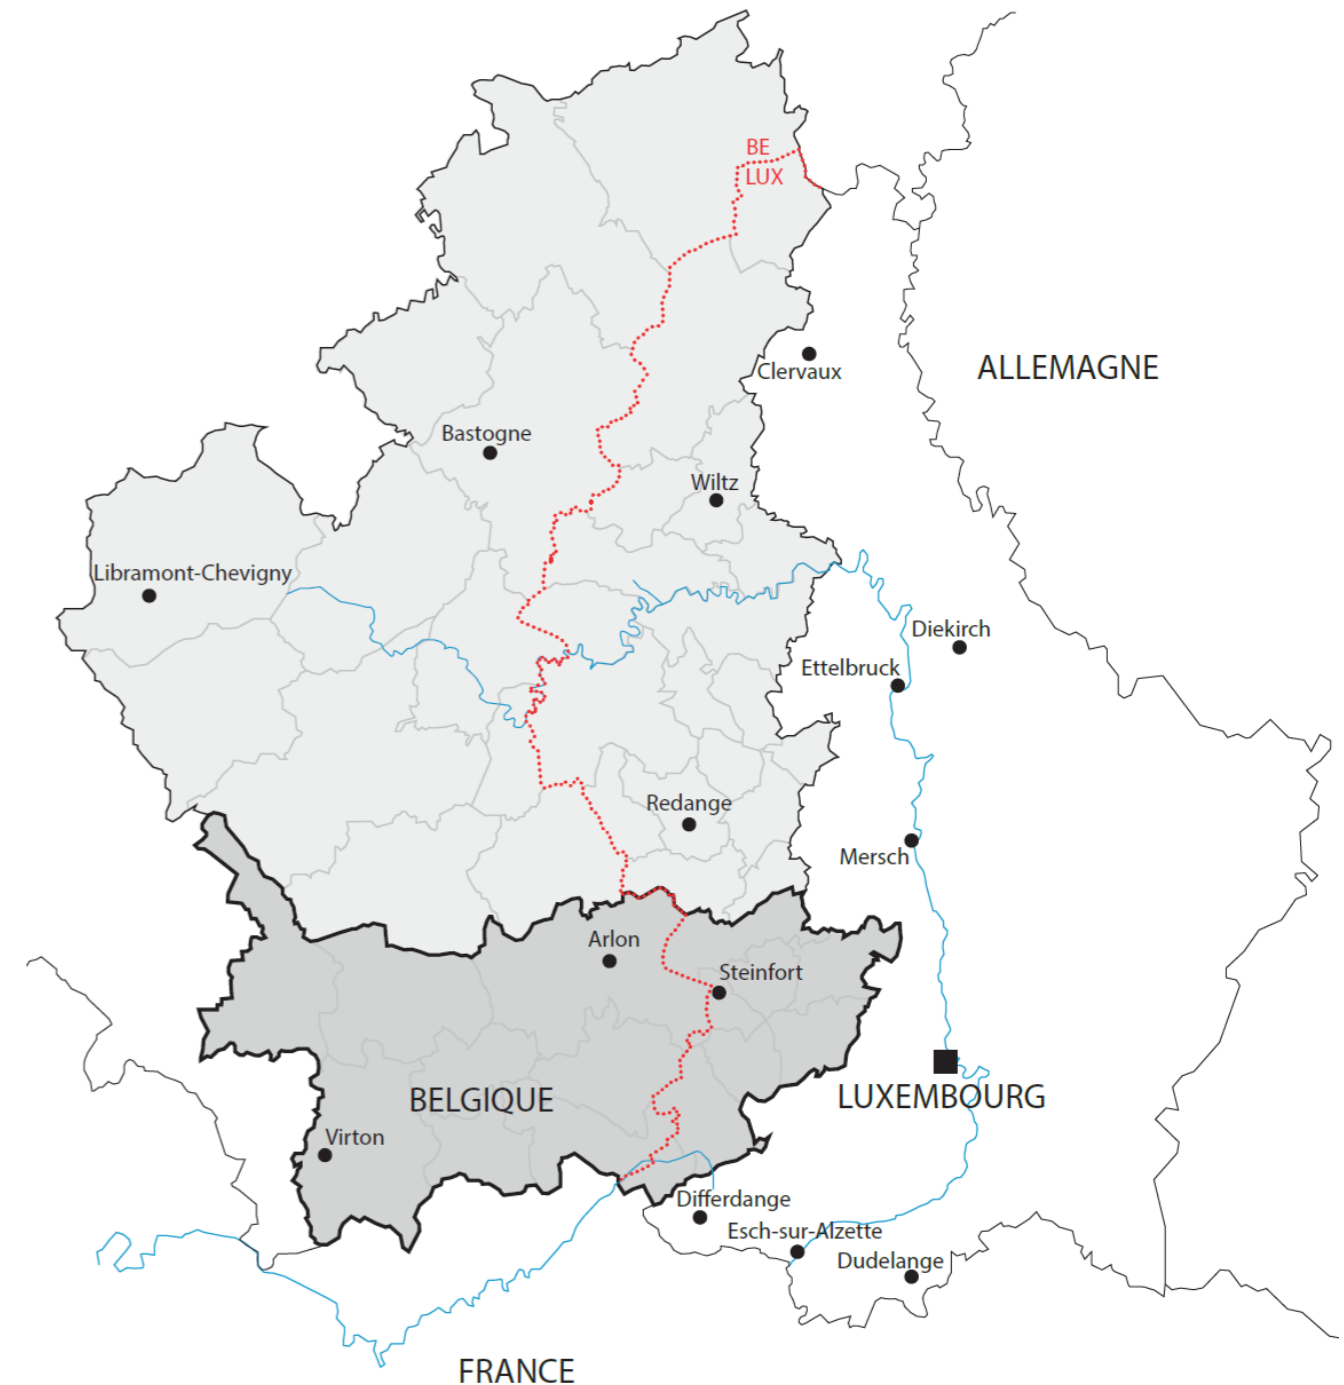 BE
LUX
ALLEMAGNE
Clervaux
Bastogne
Wiltz
Libramont-Chevigny
Diekirch
Ettelbruck
Redange
Mersch
Arlon
Steinfort
BELGIQUE
LUXEMBOURG
Virton
Differdange
Esch-sur-Alzette
Dudelange
FRANCE